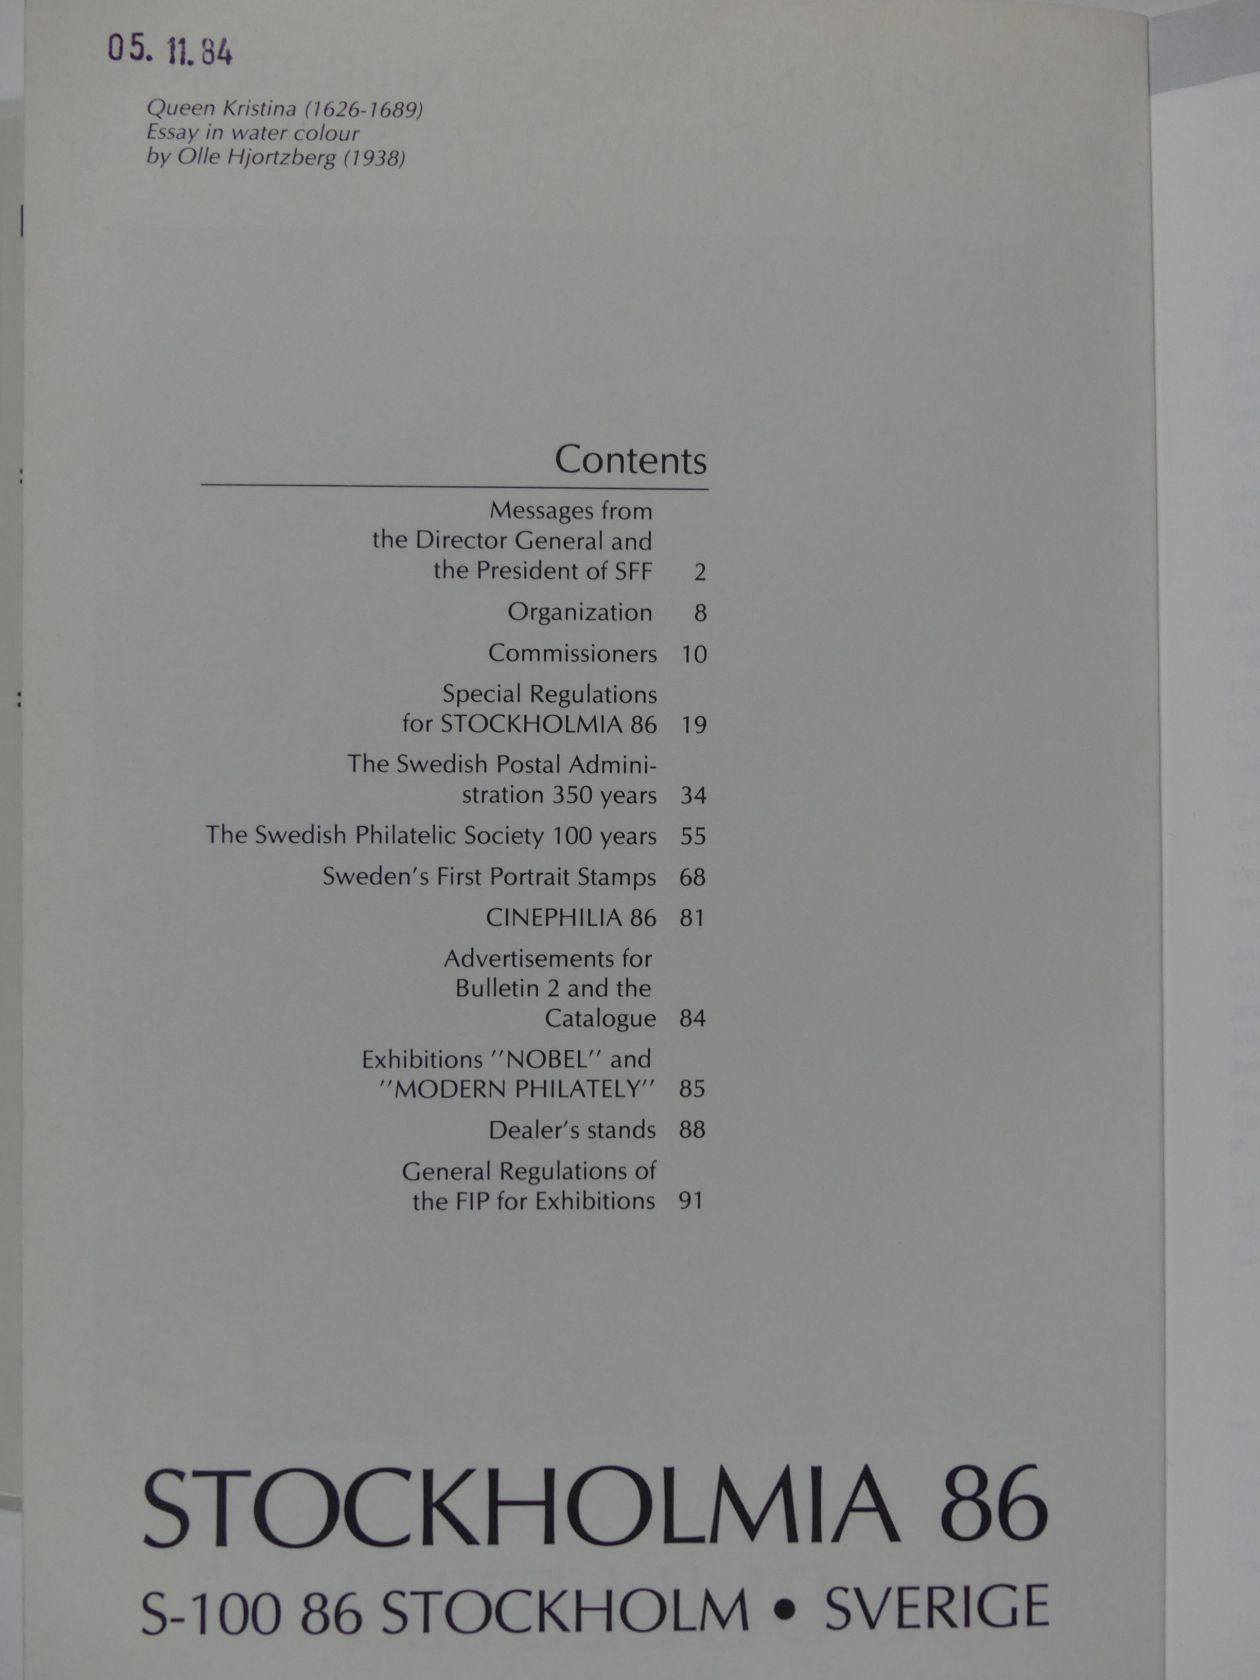 05. 11. 84
Queen Kristina (1626-1689)
Essay in water colour
by Olle Hjortzberg (1938)
Contents
Messages from
the Director General and
the President of SFF 2
Organization 8
Commissioners 10
Special Regulations
for STOCKHOLMIA 86 19
The Swedish Postal Admini-
stration 350 years 34
The Swedish Philatelic Society 100 years 55
Sweden's First Portrait Stamps 68
CINEPHILIA 86 81
Advertisements for
Bulletin 2 and the
Catalogue 84
Exhibitions "NOBEL" and
"MODERN PHILATELY" 85
Dealer's stands 88
General Regulations of
the FIP for Exhibitions 91
STOCKHOLMIA 86
S-100 86 STOCKHOLM • SVERIGE